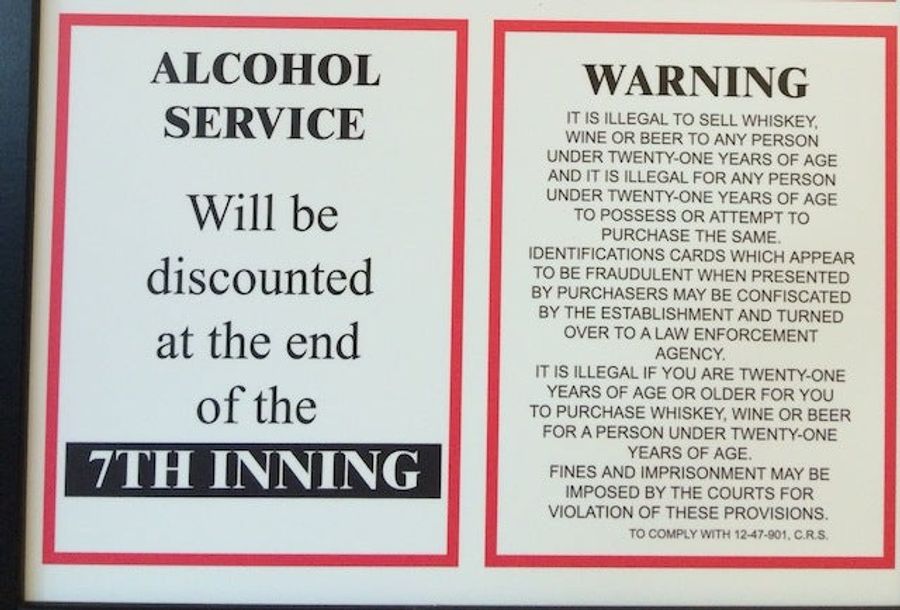 ALCOHOL
SERVICE
Will be
discounted
at the end
of the
7TH INNING
WARNING
IT IS ILLEGAL TO SELL WHISKEY,
WINE OR BEER TO ANY PERSON
UNDER TWENTY-ONE YEARS OF AGE
AND IT IS ILLEGAL FOR ANY PERSON
UNDER TWENTY-ONE YEARS OF AGE
TO POSSESS OR ATTEMPT TO
PURCHASE THE SAME.
IDENTIFICATIONS CARDS WHICH APPEAR
TO BE FRAUDULENT WHEN PRESENTED
BY PURCHASERS MAY BE CONFISCATED
BY THE ESTABLISHMENT AND TURNED
OVER TO A LAW ENFORCEMENT
AGENCY.
IT IS ILLEGAL IF YOU ARE TWENTY-ONE
YEARS OF AGE OR OLDER FOR YOU
TO PURCHASE WHISKEY, WINE OR BEER
FOR A PERSON UNDER TWENTY-ONE
YEARS OF AGE.
FINES AND IMPRISONMENT MAY BE
IMPOSED BY THE COURTS FOR
VIOLATION OF THESE PROVISIONS.
TO COMPLY WITH 12-47-901, C.R.S.